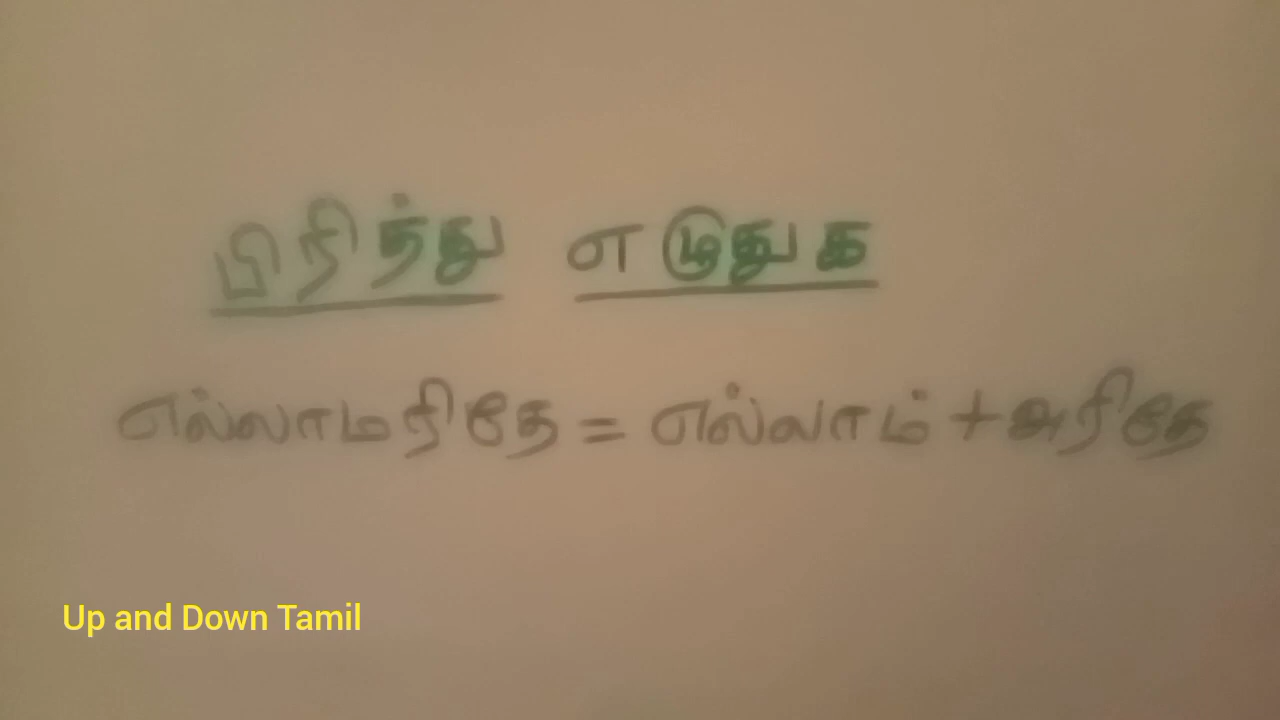 பிரித்து எழுதுக
எல்லாமரிதே = எல்லாம் + அரிதே
Up and Down Tamil